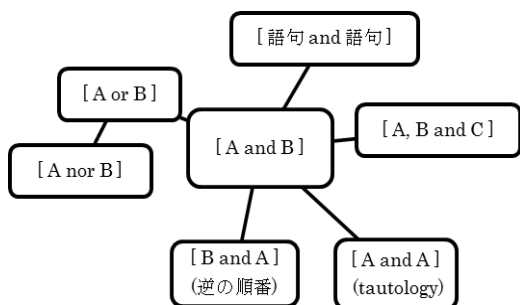 [ 語句 and 語句 ]
[ A or B ]
[ A and B ]
[ A, B and C ]
[ A nor B ]
[ B and A ]
(逆の順番)
[ A and A ]
(tautology)